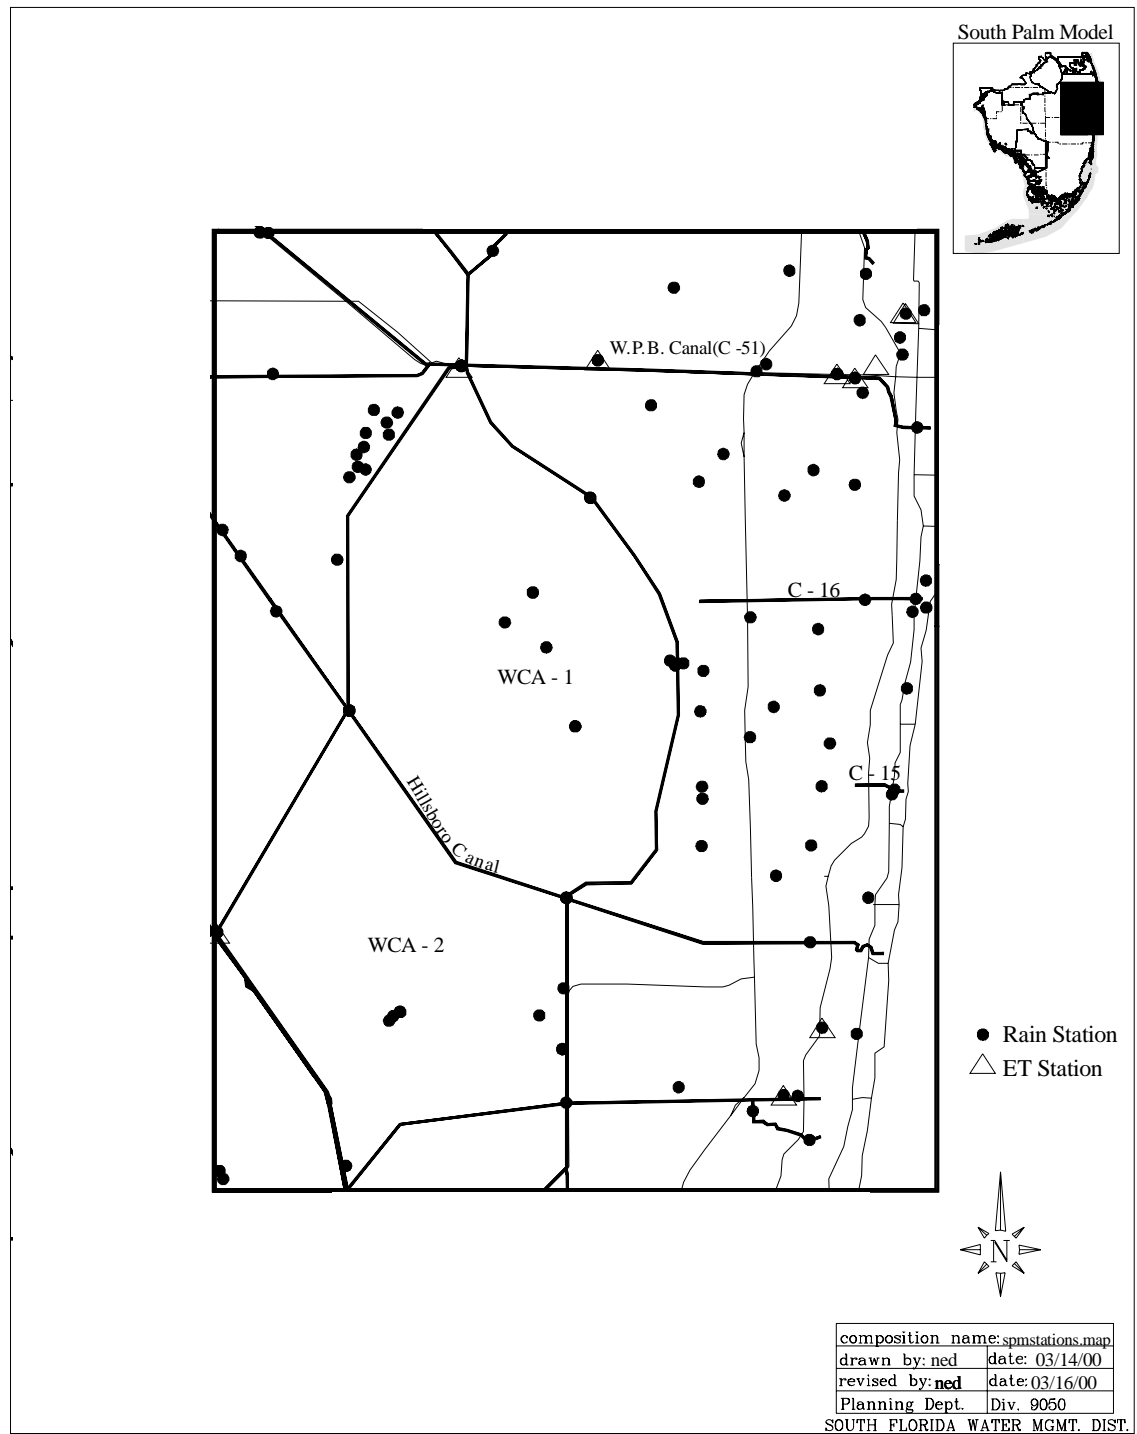 South Palm Model
W.P.B. Canal(C -51)
C - 16
WCA - 1
C - 15
Hillsboro Canal
WCA - 2
Rain Station
ET Station
N
composition name: spmstations.map
drawn by: ned date: 03/14/00
revised by: ned date: 03/16/00
Planning Dept. Div. 9050
SOUTH FLORIDA WATER MGMT. DIST.